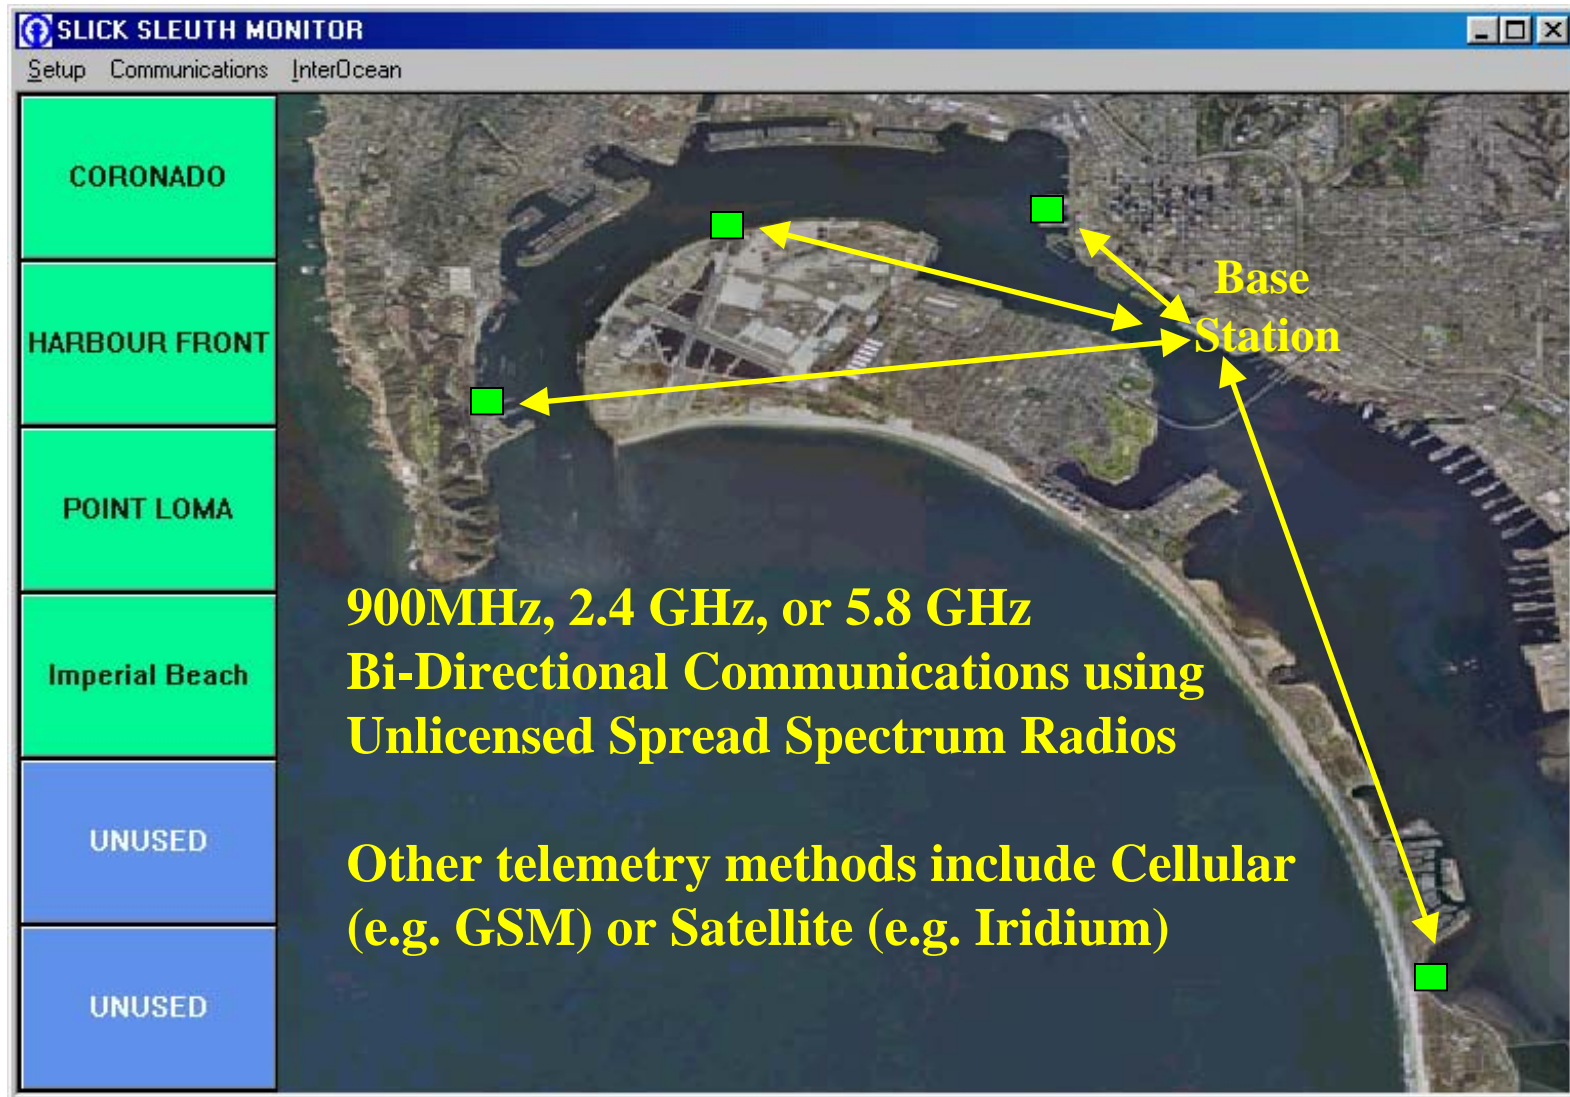 SLICK SLEUTH MONITOR
Setup Communications InterOcean
CORONADO
HARBOUR FRONT
POINT LOMA
Imperial Beach
UNUSED
UNUSED
Base
Station
900MHz, 2.4 GHz, or 5.8 GHz
Bi-Directional Communications using
Unlicensed Spread Spectrum Radios
Other telemetry methods include Cellular
(e.g. GSM) or Satellite (e.g. Iridium)